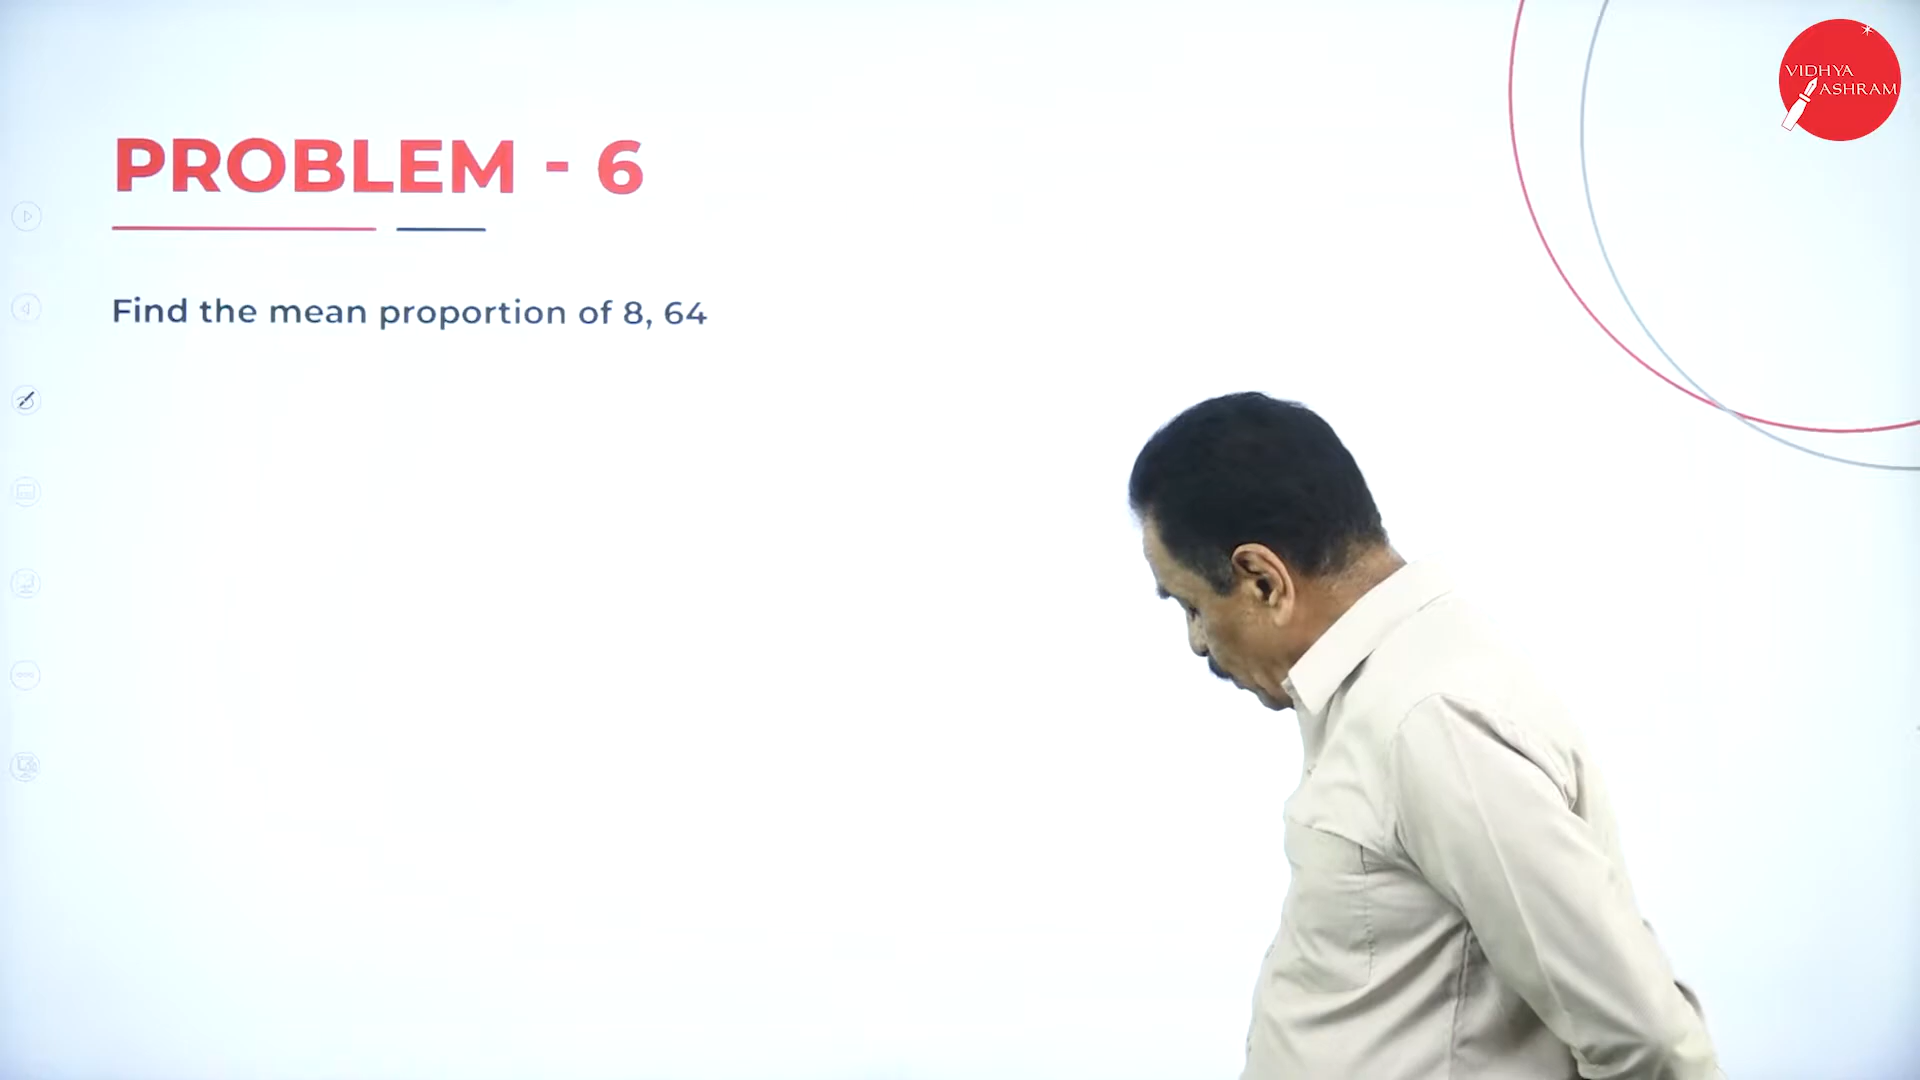 VIDHYA
ASHRAM
PROBLEM - 6
Find the mean proportion of 8, 64